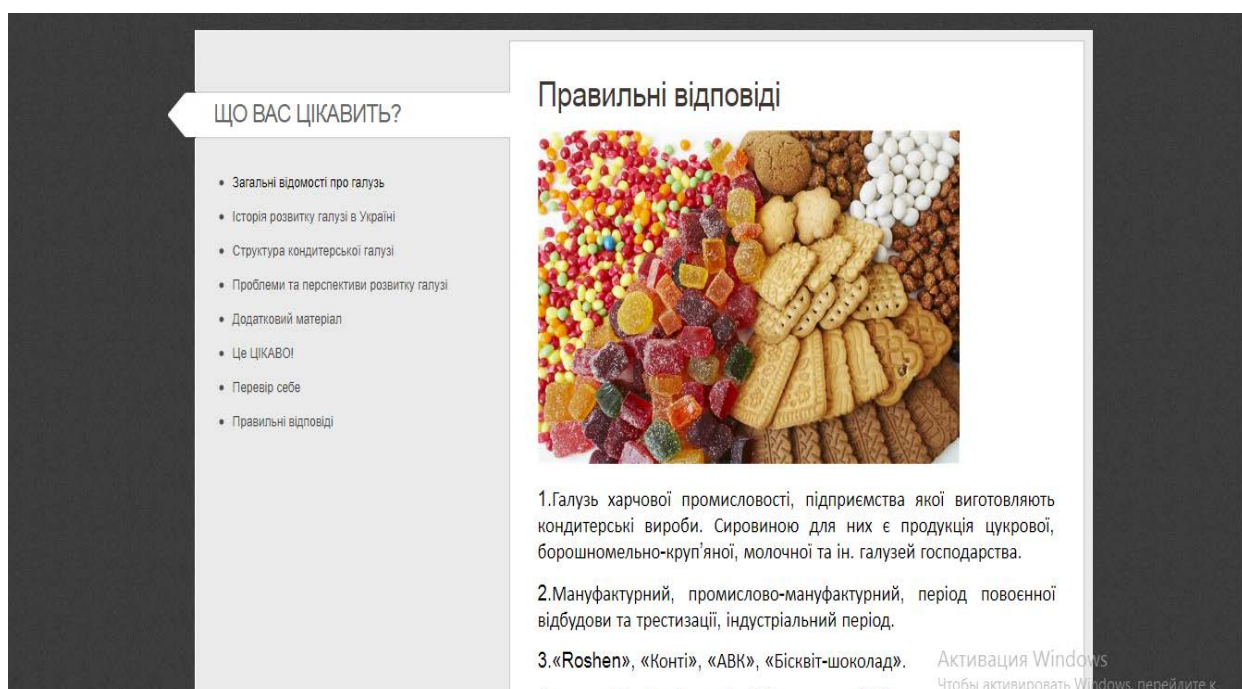 ЩО ВАС ЦІКАВИТЬ?
Загальні відомості про галузь
Історія розвитку галузі в Україні
Структура кондитерської галузі
Проблеми та перспективи розвитку галузі
Додатковий матеріал
Це ЦІКАВО!
Перевір себе
Правильні відповіді
Правильні відповіді
1.Галузь харчової промисловості, підприємства якої виготовляють
кондитерські вироби. Сировиною для них є продукція цукрової,
борошномельно-круп’яної, молочної та ін. галузей господарства.
2.Мануфактурний, промислово-мануфактурний, період повоєнної
відбудови та трестизації, індустріальний період.
3.«Roshen», «Конті», «АВК», «Бісквіт-шоколад».
Активация Windows
Чтобы активировать Windows, перейдите к